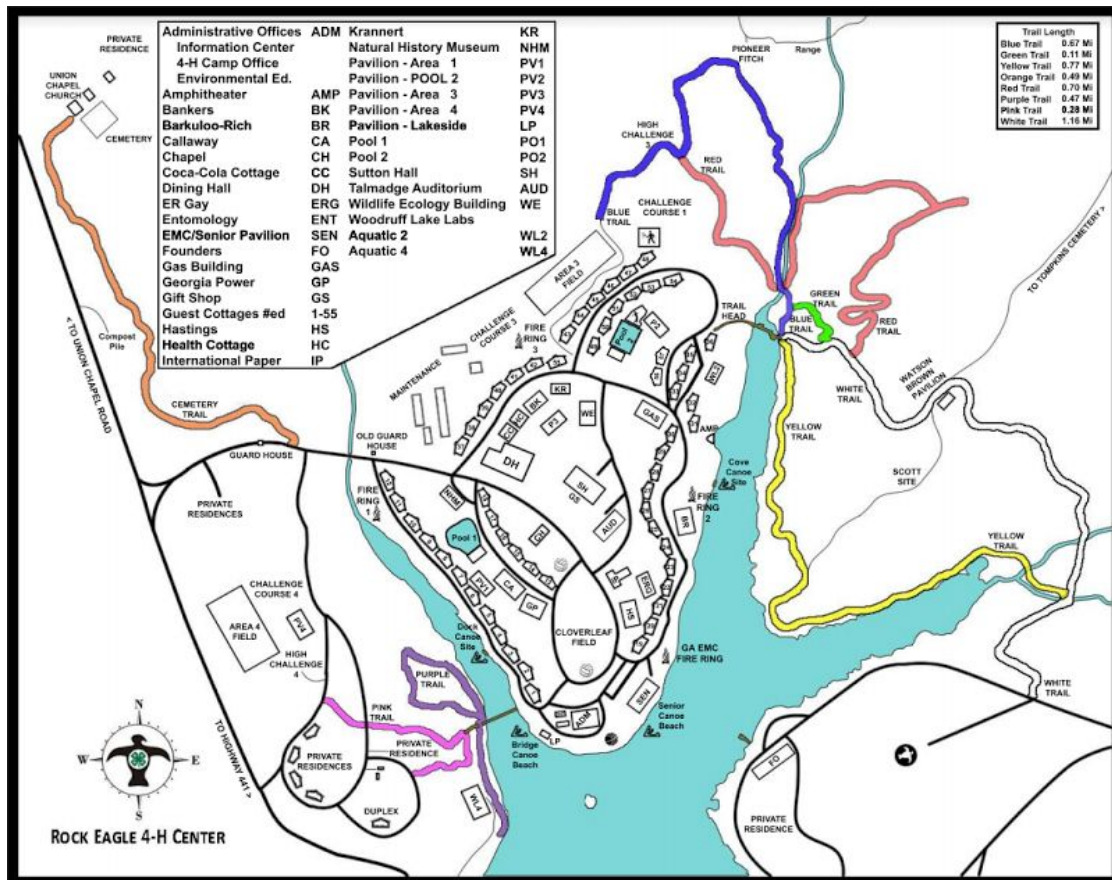 Administrative Offices ADM
Information Center
4-H Camp Office
Environmental Ed.
Amphitheater AMP
Bankers BK
Barkuloo-Rich BR
Callaway CA
Chapel CH
Coca-Cola Cottage CC
Dining Hall DH
ER Gay ERG
Entomology ENT
EMC/Senior Pavilion SEN
Founders FO
Gas Building GAS
Georgia Power GP
Gift Shop GS
Guest Cottages #ed 1-55
Hastings HS
Health Cottage HC
International Paper IP
Krannert KR
Natural History Museum NHM
Pavilion - Area 1 PV1
Pavilion - POOL 2 PV2
Pavilion - Area 3 PV3
Pavilion - Area 4 PV4
Pavilion - Lakeside LP
Pool 1 PO1
Pool 2 PO2
Sutton Hall SH
Talmadge Auditorium AUD
Wildlife Ecology Building WE
Woodruff Lake Labs
Aquatic 2 WL2
Aquatic 4 WL4
Trail Length
Blue Trail 0.67 Mi
Green Trail 0.11 Mi
Yellow Trail 0.77 Mi
Orange Trail 0.49 Mi
Red Trail 0.70 Mi
Purple Trail 0.47 Mi
Pink Trail 0.28 Mi
White Trail 1.16 Mi
PRIVATE
RESIDENCE
UNION
CHAPEL
CHURCH
CEMETERY
PIONEER
FITCH
Range
HIGH
CHALLENGE
3
RED
TRAIL
BLUE
TRAIL
CHALLENGE
COURSE 1
AREA 3
FIELD
TO TOMPKINS CEMETERY >
GREEN
TRAIL
TRAIL
HEAD
BLUE
TRAIL
RED
TRAIL
< TO UNION CHAPEL ROAD
Compost
Pile
CHALLENGE
COURSE 3
FIRE
RING
3
Pool
P2
WL2
MAINTENANCE
KR
WE
GAS
AMP
WHITE
TRAIL
WATSON
BROWN
PAVILION
CEMETERY
TRAIL
GUARD HOUSE
OLD GUARD
HOUSE
CC
BK
P3
DH
YELLOW
TRAIL
Cove
Canoe
Site
SCOTT
SITE
PRIVATE
RESIDENCES
FIRE
RING
1
NHM
SH
GS
FIRE
RING
2
BR
AUD
Pool 1
CH
YELLOW
TRAIL
CHALLENGE
COURSE 4
PV1
CA
ERG
AREA 4
FIELD
PV4
GP
HS
HIGH
CHALLENGE
4
Dock
Canoe
Site
CLOVERLEAF
FIELD
GA EMC
FIRE RING
PURPLE
TRAIL
SEN
WHITE
TRAIL
PINK
TRAIL
ADM
Senior
Canoe
Beach
TO HIGHWAY 441 >
PRIVATE
RESIDENCE
LP
Bridge
Canoe
Beach
PRIVATE
RESIDENCES
FO
WL4
DUPLEX
PRIVATE
RESIDENCE
N
W
E
S
ROCK EAGLE 4-H CENTER